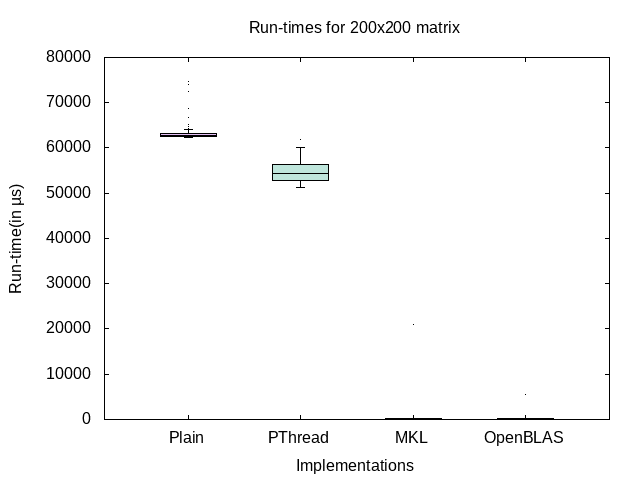 Run-times for 200x200 matrix
80000
70000
60000
50000
40000
30000
20000
10000
0
Run-time(in µs)
Plain
PThread
MKL
OpenBLAS
Implementations